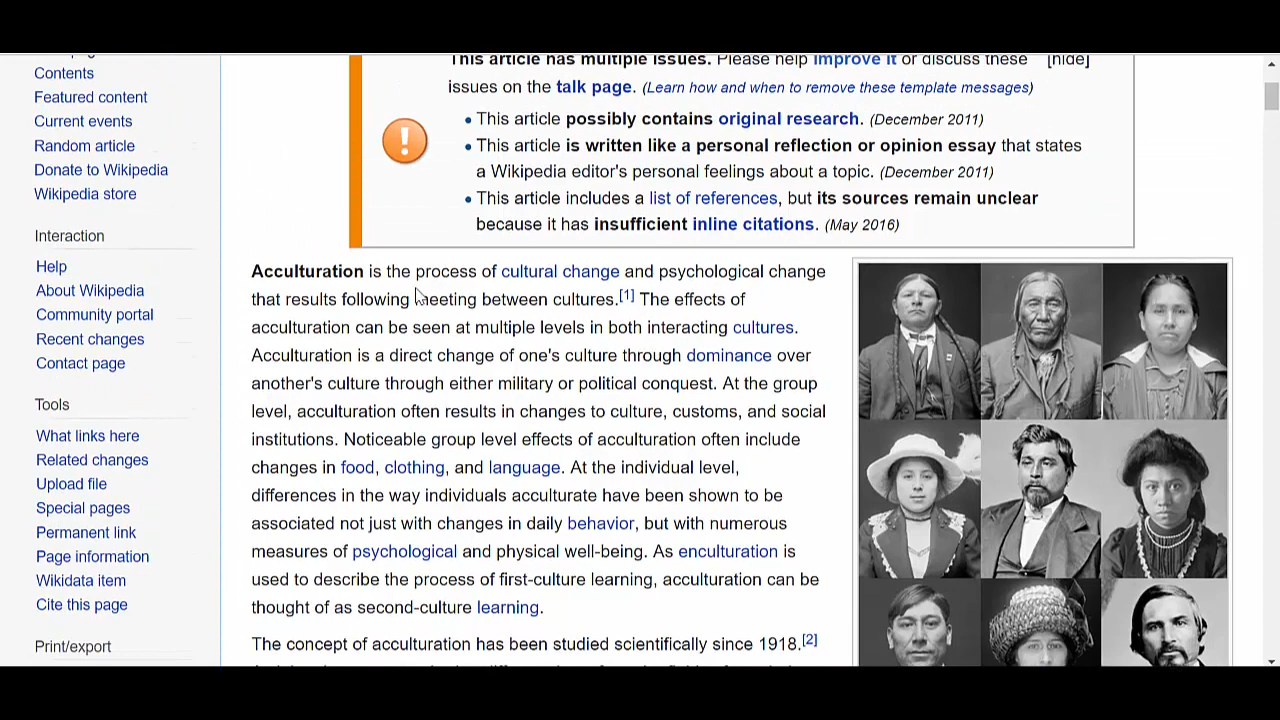 Contents
Featured content
Current events
Random article
Donate to Wikipedia
Wikipedia store
Interaction
Help
About Wikipedia
Community portal
Recent changes
Contact page
Tools
What links here
Related changes
Upload file
Special pages
Permanent link
Page information
Wikidata item
Cite this page
Print/export
This article has multiple issues. Please help improve it or discuss these [hide]
issues on the talk page. (Learn how and when to remove these template messages)
• This article possibly contains original research. (December 2011)
• This article is written like a personal reflection or opinion essay that states
a Wikipedia editor's personal feelings about a topic. (December 2011)
• This article includes a list of references, but its sources remain unclear
because it has insufficient inline citations. (May 2016)
Acculturation is the process of cultural change and psychological change
that results following meeting between cultures.[1] The effects of
acculturation can be seen at multiple levels in both interacting cultures.
Acculturation is a direct change of one's culture through dominance over
another's culture through either military or political conquest. At the group
level, acculturation often results in changes to culture, customs, and social
institutions. Noticeable group level effects of acculturation often include
changes in food, clothing, and language. At the individual level,
differences in the way individuals acculturate have been shown to be
associated not just with changes in daily behavior, but with numerous
measures of psychological and physical well-being. As enculturation is
used to describe the process of first-culture learning, acculturation can be
thought of as second-culture learning.
The concept of acculturation has been studied scientifically since 1918.[2]